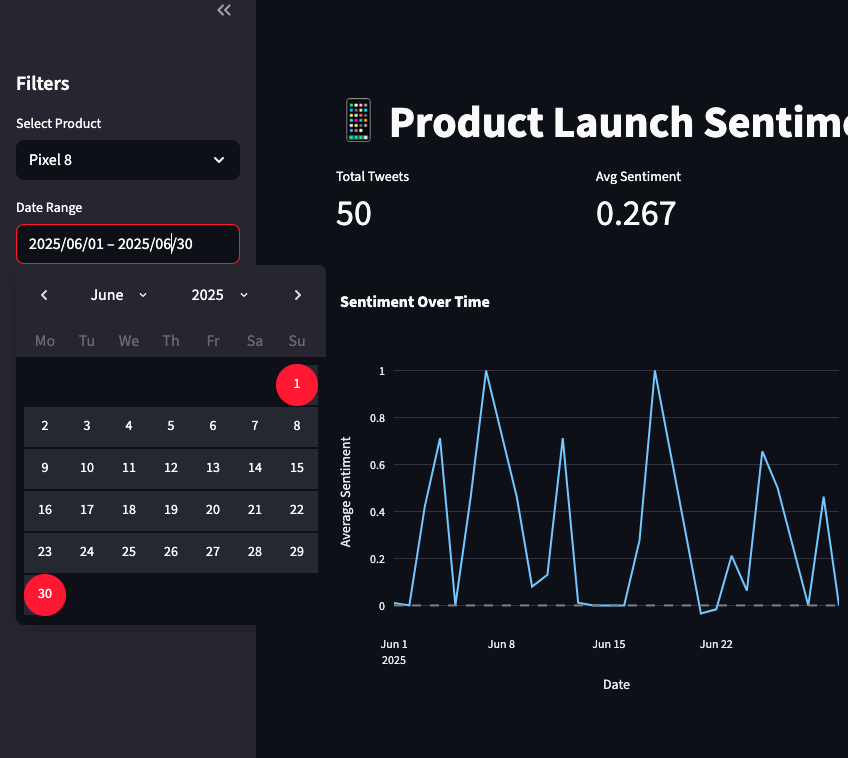 Filters
Select Product
Pixel 8
Date Range
2025/06/01 – 2025/06/30
June 2025
Mo Tu We Th Fr Sa Su
1
2 3 4 5 6 7 8
9 10 11 12 13 14 15
16 17 18 19 20 21 22
23 24 25 26 27 28 29
30
Product Launch Sentim
Total Tweets
50
Avg Sentiment
0.267
Sentiment Over Time
Average Sentiment
1
0.8
0.6
0.4
0.2
0
Jun 1 Jun 8 Jun 15 Jun 22
2025
Date